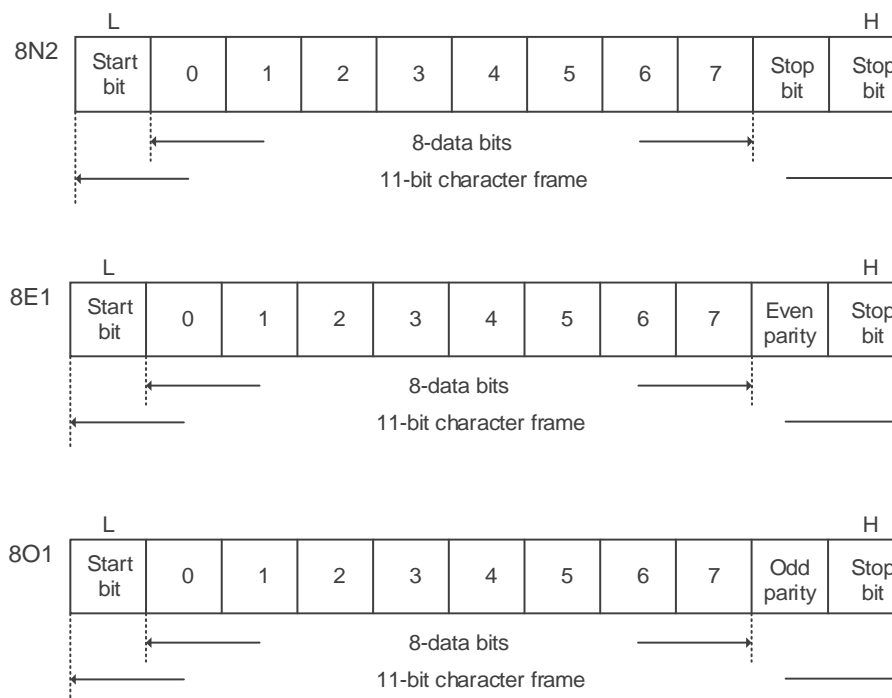 L H
8N2 Start bit 0 1 2 3 4 5 6 7 Stop bit Stop bit
8-data bits
11-bit character frame
L H
8E1 Start bit 0 1 2 3 4 5 6 7 Even parity Stop bit
8-data bits
11-bit character frame
L H
8O1 Start bit 0 1 2 3 4 5 6 7 Odd parity Stop bit
8-data bits
11-bit character frame